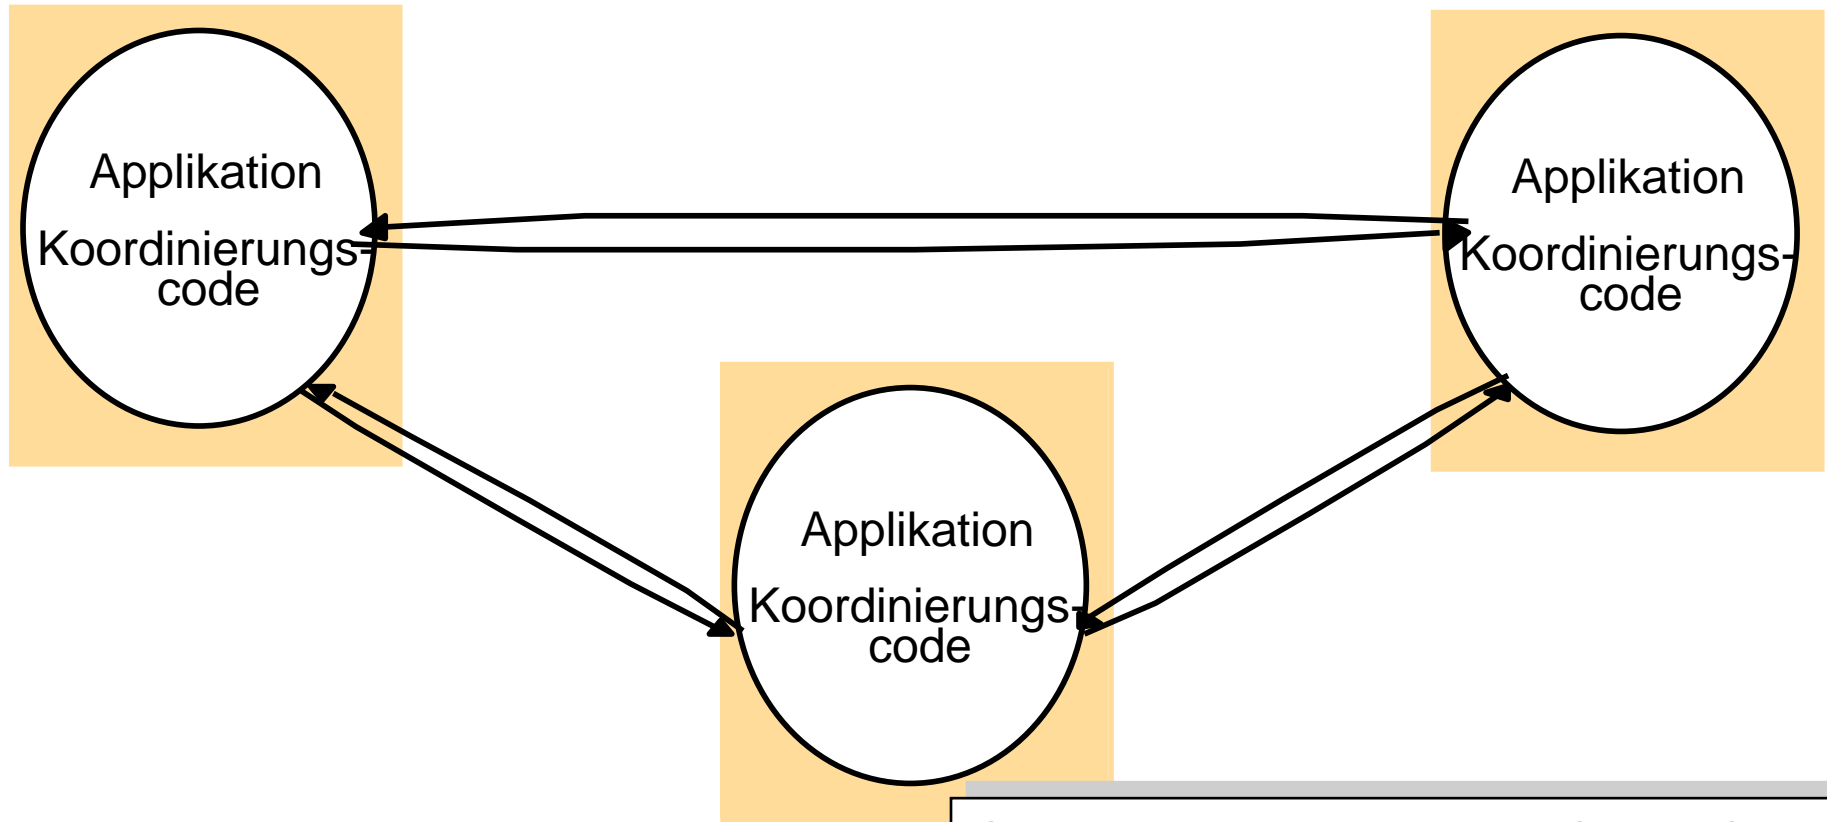 Applikation
Koordinierungs-
code
Applikation
Koordinierungs-
code
Applikation
Koordinierungs-
code